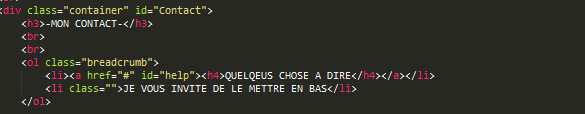 <div class="container" id="Contact">
<h3>-MON CONTACT-</h3>
<br>
<br>
<ol class="breadcrumb">
<li><a href="#" id="help"><h4>QUELQEUS CHOSE A DIRE</h4></a></li>
<li class="">JE VOUS INVITE DE LE METTRE EN BAS</li>
</ol>